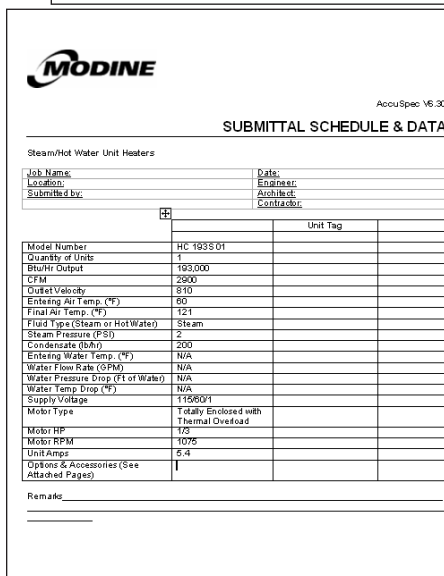 MODINE
AccuSpec V6.30
SUBMITTAL SCHEDULE & DATA
Steam/Hot Water Unit Heaters
Job Name: Date:
Location: Engineer:
Submitted by: Architect:
Contractor:
Unit Tag
Model Number HC 193S01
Quantity of Units 1
Btu/Hr Output 193,000
CFM 2900
Outlet Velocity 810
Entering Air Temp. (°F) 60
Final Air Temp. (°F) 121
Fluid Type (Steam or Hot Water) Steam
Steam Pressure (PSI) 2
Condensate (lb/hr) 200
Entering Water Temp. (°F) N/A
Water Flow Rate (GPM) N/A
Water Pressure Drop (Ft of Water) N/A
Water Temp Drop (°F) N/A
Supply Voltage 115/60/1
Motor Type Totally Enclosed with
Thermal Overload
Motor HP 1/3
Motor RPM 1075
Unit Amps 5.4
Options & Accessories (See
Attached Pages)
Remarks